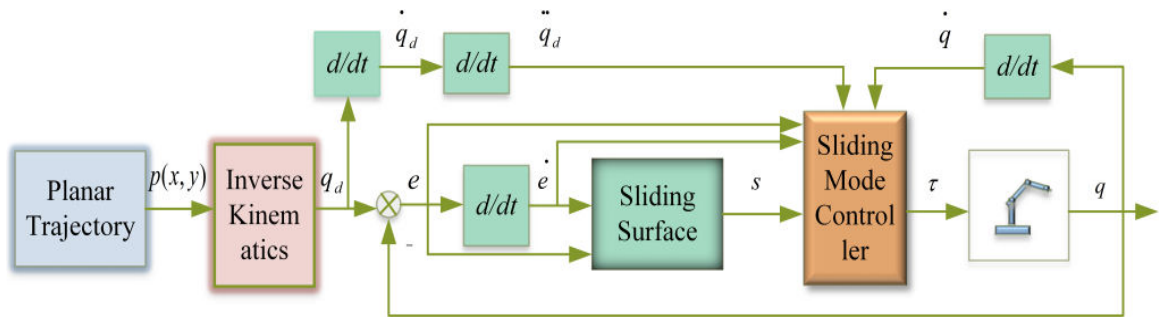 q̇_d
q̈_d
q̇
d/dt
d/dt
d/dt
Planar
Trajectory
p(x, y)
Inverse
Kinem
atics
q_d
e
d/dt
ė
Sliding
Surface
s
Sliding
Mode
Control
ler
τ
q
-